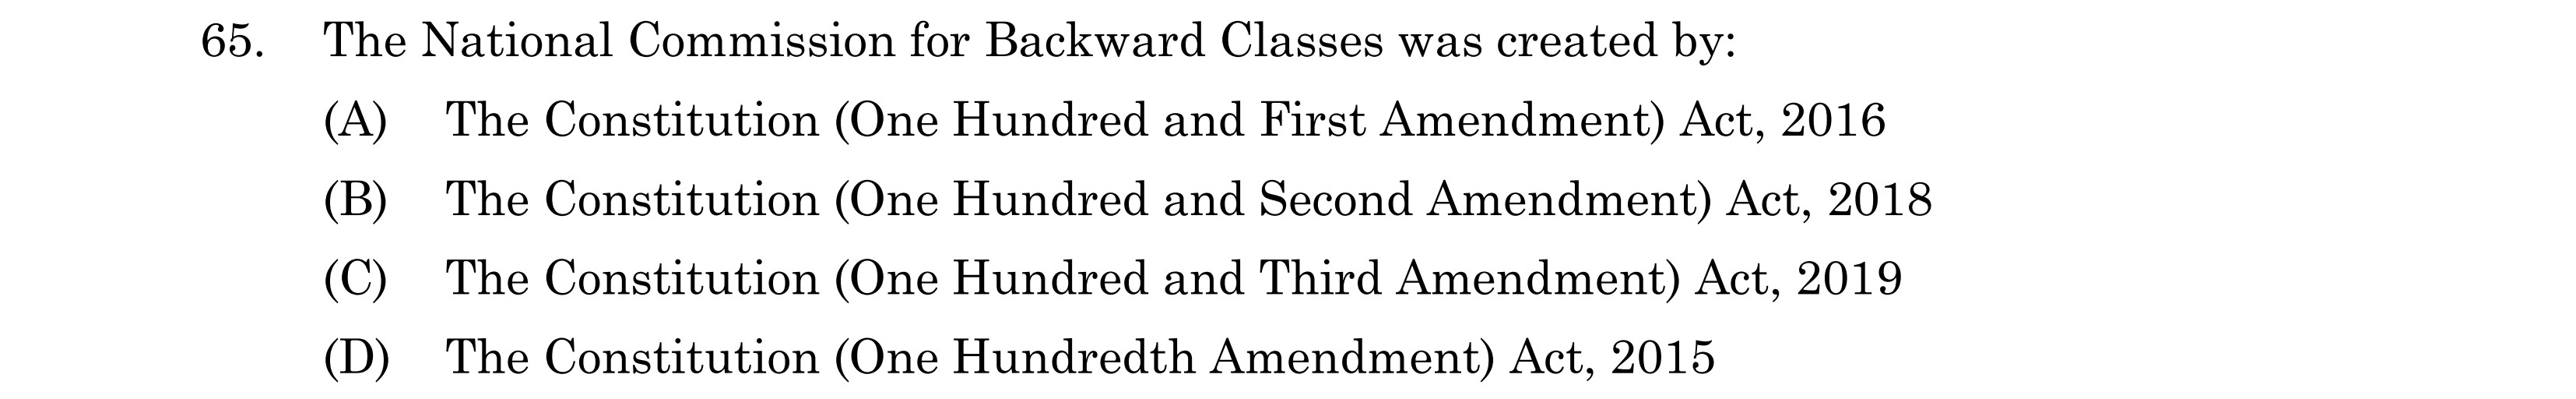 65. The National Commission for Backward Classes was created by:
(A) The Constitution (One Hundred and First Amendment) Act, 2016
(B) The Constitution (One Hundred and Second Amendment) Act, 2018
(C) The Constitution (One Hundred and Third Amendment) Act, 2019
(D) The Constitution (One Hundredth Amendment) Act, 2015